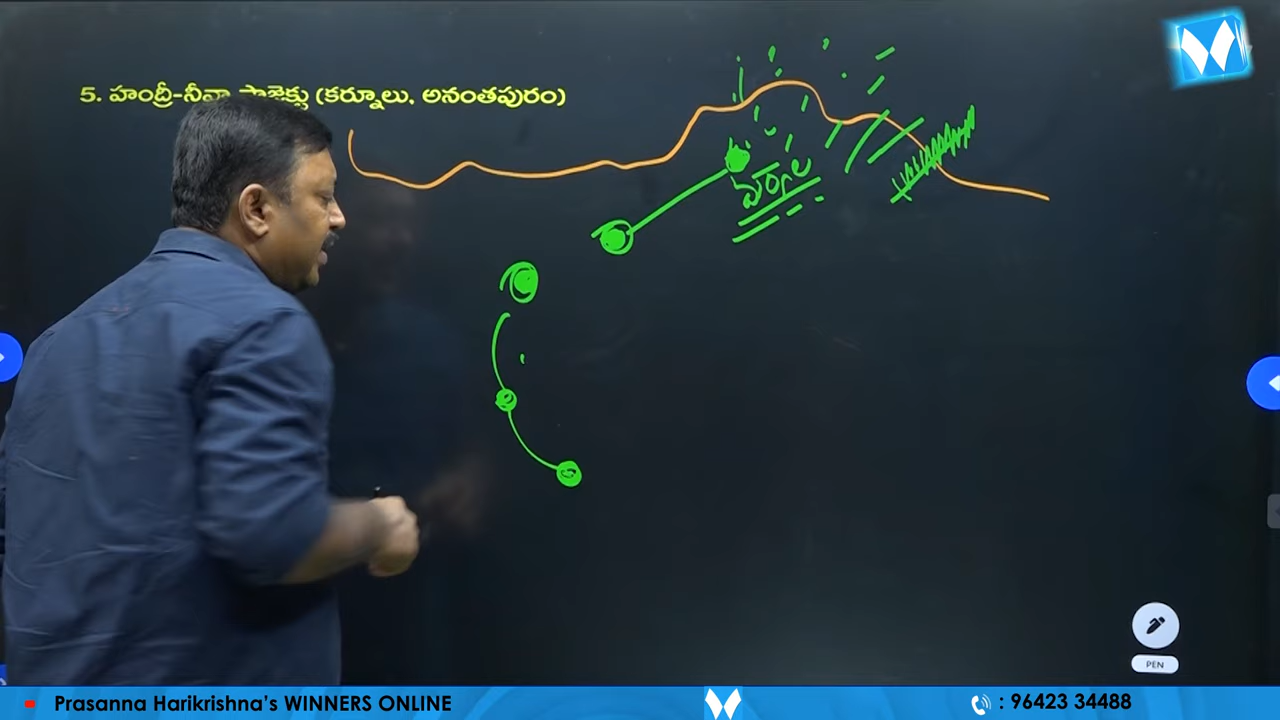 5. హంద్రీ-నీవా ప్రాజెక్టు (కర్నూలు, అనంతపురం)
PEN
Prasanna Harikrishna's WINNERS ONLINE
: 96423 34488